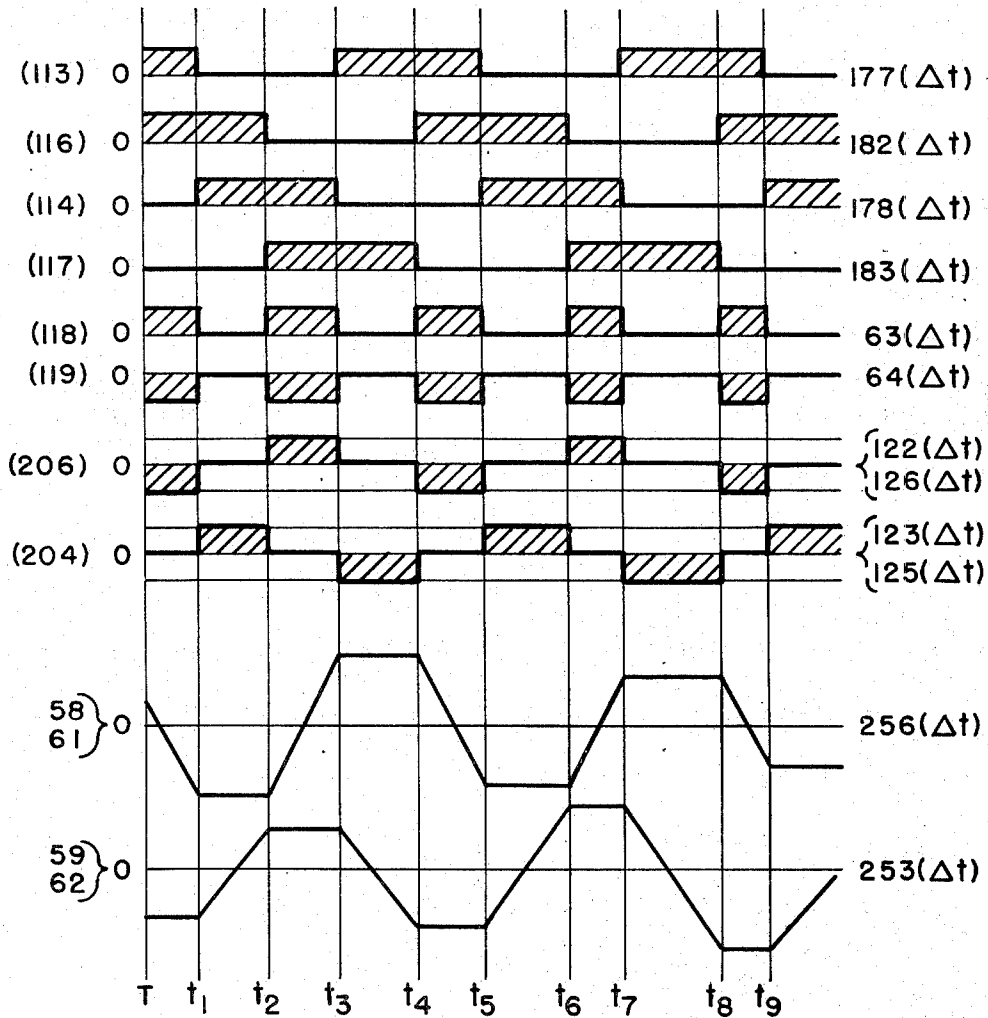 (113) 0 177(Δt)
(116) 0 182(Δt)
(114) 0 178(Δt)
(117) 0 183(Δt)
(118) 0 63(Δt)
(119) 0 64(Δt)
(206) 0 122(Δt)
126(Δt)
(204) 0 123(Δt)
125(Δt)
58
61 0 256(Δt)
59
62 0 253(Δt)
T t1 t2 t3 t4 t5 t6 t7 t8 t9